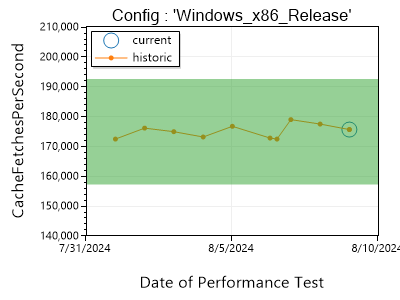 Config : 'Windows_x86_Release'
210,000
200,000
190,000
180,000
170,000
160,000
150,000
140,000
CacheFetchesPerSecond
current
historic
7/31/2024
8/5/2024
8/10/2024
Date of Performance Test